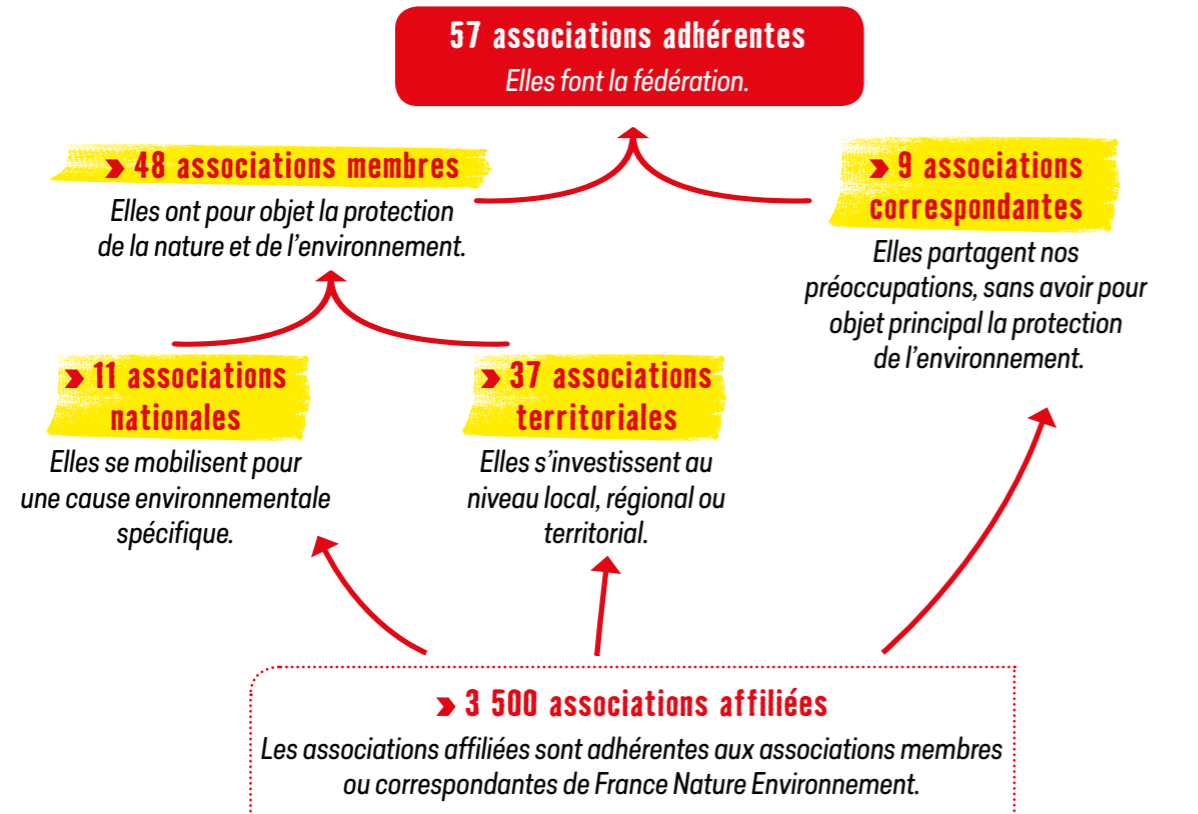 57 associations adhérentes
Elles font la fédération.
48 associations membres
Elles ont pour objet la protection
de la nature et de l'environnement.
9 associations
correspondantes
Elles partagent nos
préoccupations, sans avoir pour
objet principal la protection
de l'environnement.
11 associations
nationales
Elles se mobilisent pour
une cause environnementale
spécifique.
37 associations
territoriales
Elles s'investissent au
niveau local, régional ou
territorial.
3 500 associations affiliées
Les associations affiliées sont adhérentes aux associations membres
ou correspondantes de France Nature Environnement.